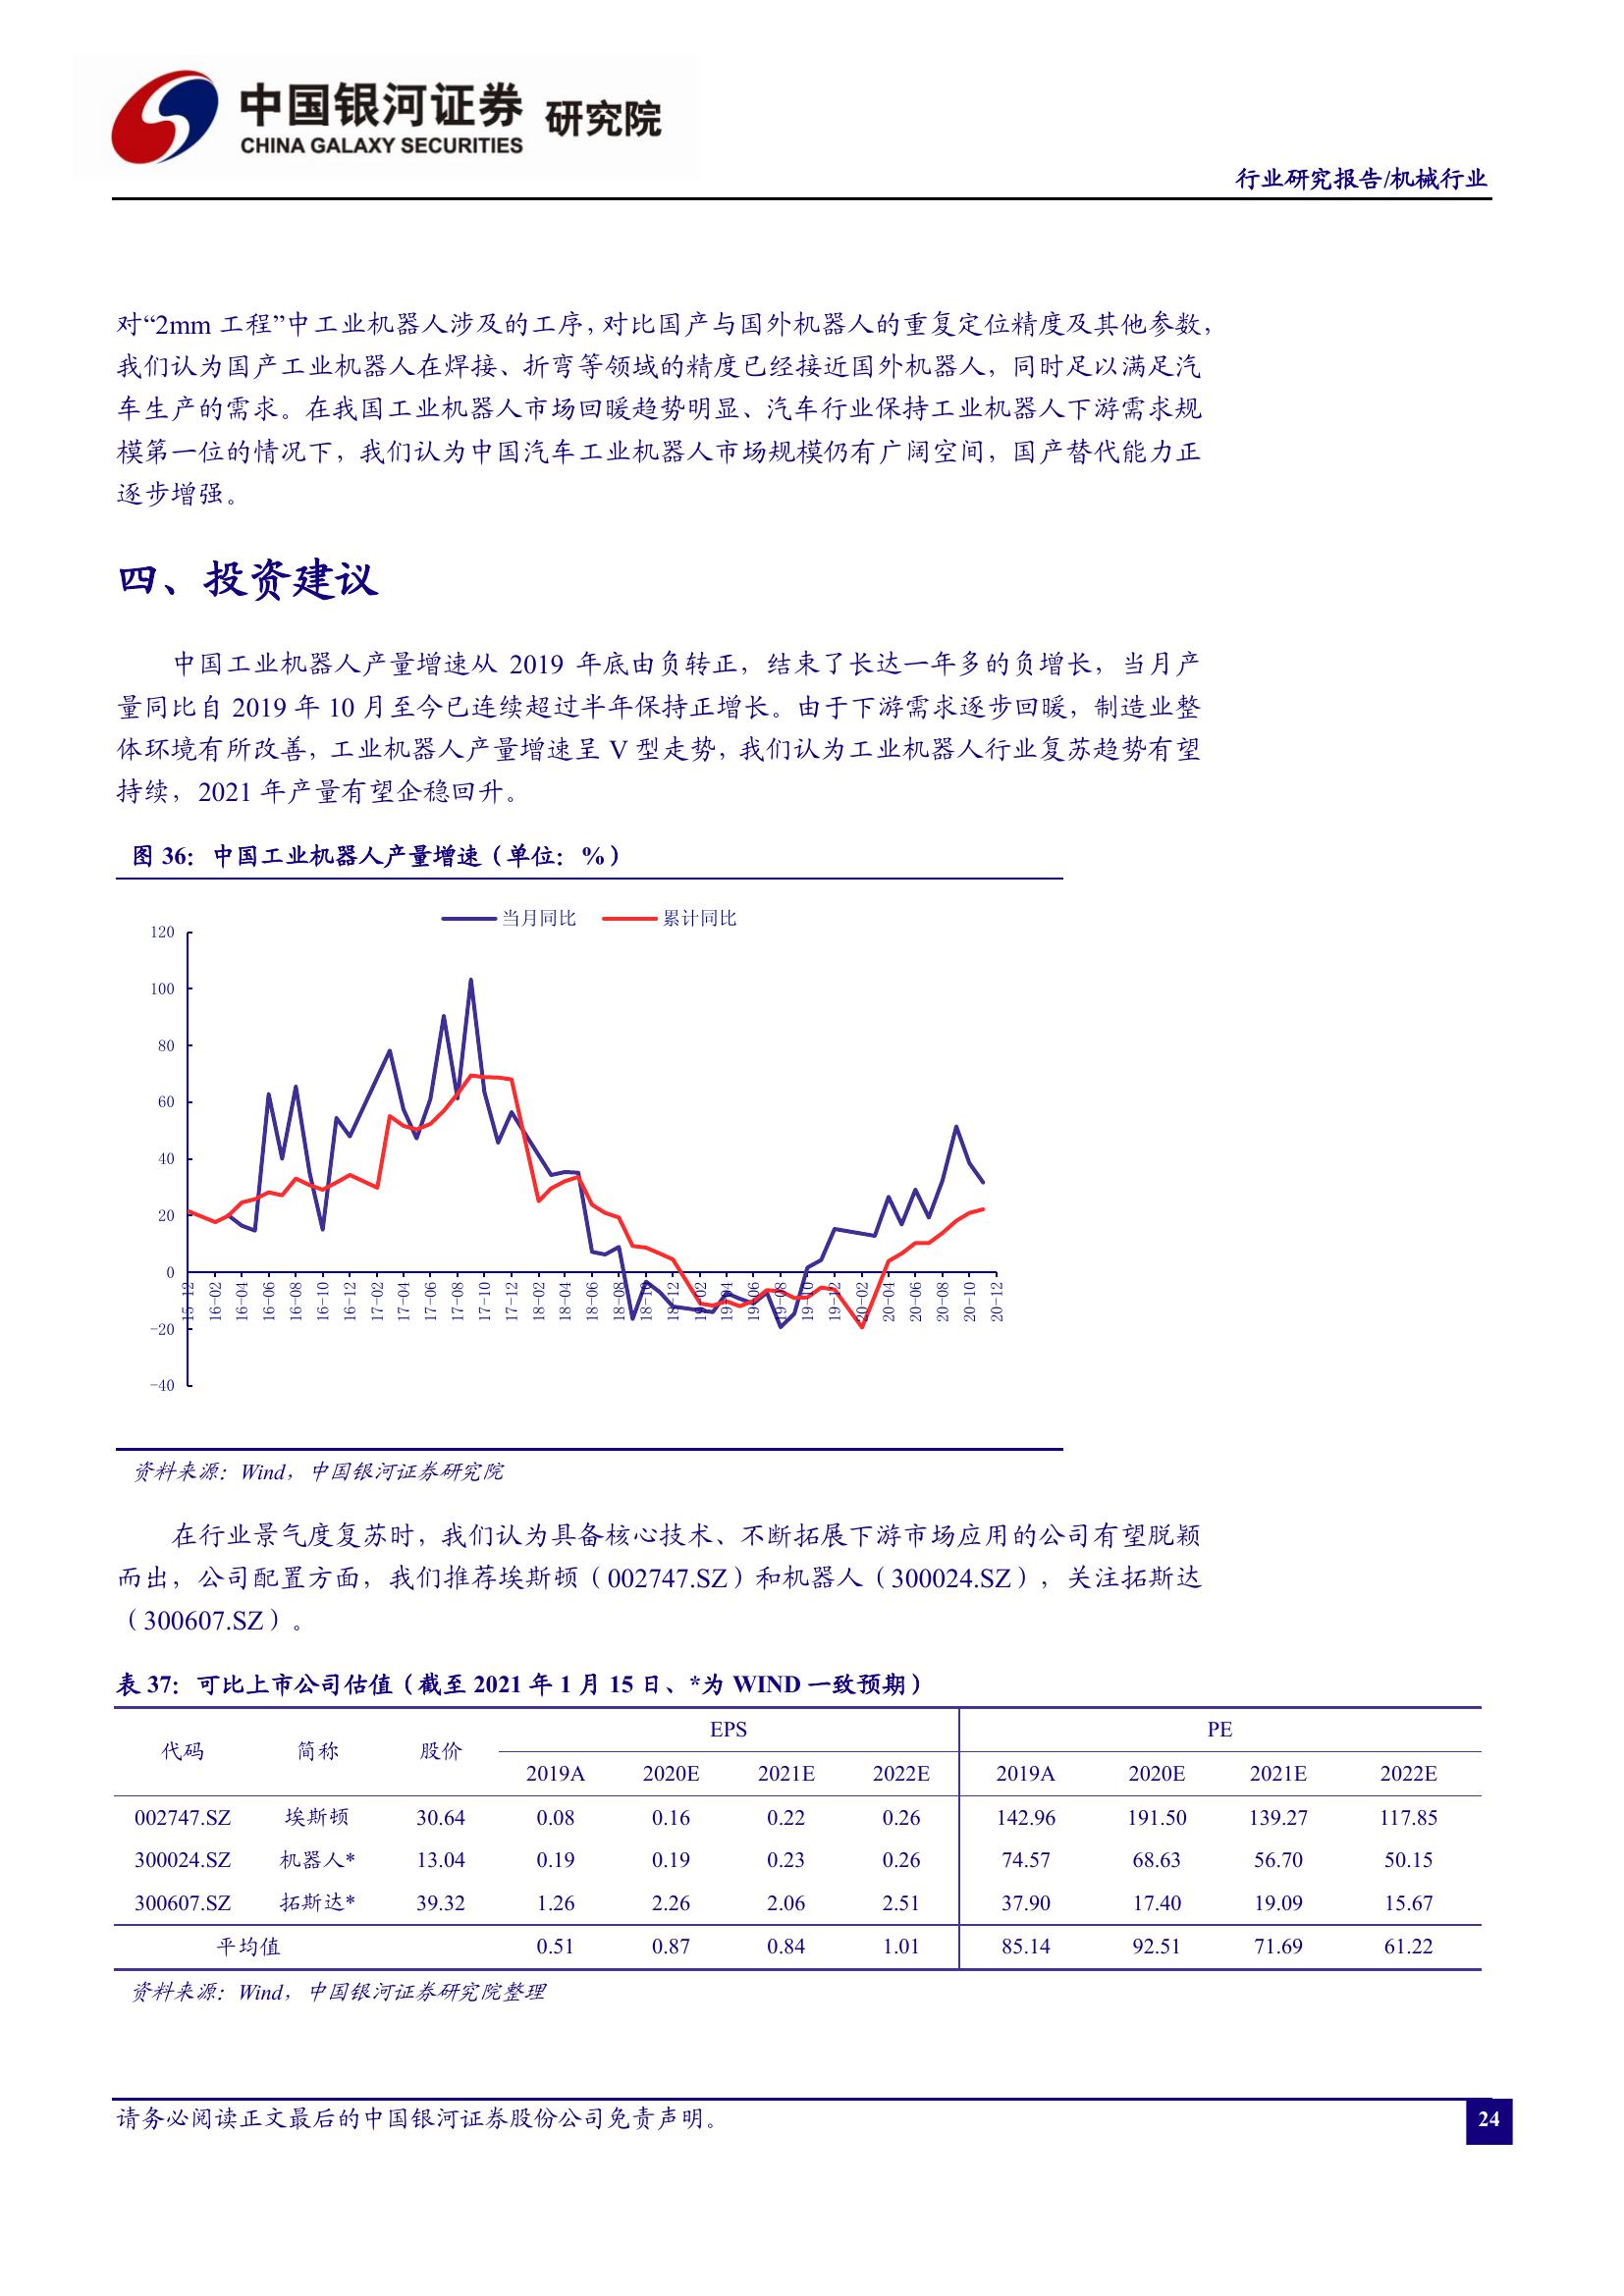 中国银河证券 研究院
CHINA GALAXY SECURITIES
行业研究报告/机械行业
对“2mm 工程”中工业机器人涉及的工序，对比国产与国外机器人的重复定位精度及其他参数，
我们认为国产工业机器人在焊接、折弯等领域的精度已经接近国外机器人，同时足以满足汽
车生产的需求。在我国工业机器人市场回暖趋势明显、汽车行业保持工业机器人下游需求规
模第一位的情况下，我们认为中国汽车工业机器人市场规模仍有广阔空间，国产替代能力正
逐步增强。
四、投资建议
中国工业机器人产量增速从 2019 年底由负转正，结束了长达一年多的负增长，当月产
量同比自 2019 年 10 月至今已连续超过半年保持正增长。由于下游需求逐步回暖，制造业整
体环境有所改善，工业机器人产量增速呈 V 型走势，我们认为工业机器人行业复苏趋势有望
持续，2021 年产量有望企稳回升。
图 36：中国工业机器人产量增速（单位：%）
当月同比 累计同比
120
100
80
60
40
20
0
-20
-40
15-12 16-02 16-04 16-06 16-08 16-10 16-12 17-02 17-04 17-06 17-08 17-10 17-12 18-02 18-04 18-06 18-08 18-10 18-12 19-02 19-04 19-06 19-08 19-10 19-12 20-02 20-04 20-06 20-08 20-10 20-12
资料来源：Wind，中国银河证券研究院
在行业景气度复苏时，我们认为具备核心技术、不断拓展下游市场应用的公司有望脱颖
而出，公司配置方面，我们推荐埃斯顿（002747.SZ）和机器人（300024.SZ），关注拓斯达
（300607.SZ）。
表 37：可比上市公司估值（截至 2021 年 1 月 15 日、*为 WIND 一致预期）
代码 简称 股价 EPS PE
2019A 2020E 2021E 2022E 2019A 2020E 2021E 2022E
002747.SZ 埃斯顿 30.64 0.08 0.16 0.22 0.26 142.96 191.50 139.27 117.85
300024.SZ 机器人* 13.04 0.19 0.19 0.23 0.26 74.57 68.63 56.70 50.15
300607.SZ 拓斯达* 39.32 1.26 2.26 2.06 2.51 37.90 17.40 19.09 15.67
平均值 0.51 0.87 0.84 1.01 85.14 92.51 71.69 61.22
资料来源：Wind，中国银河证券研究院整理
请务必阅读正文最后的中国银河证券股份公司免责声明。
24